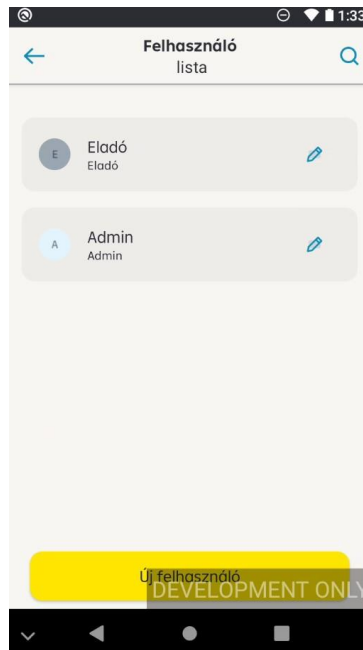 1:33
Felhasználó
lista
E
Eladó
Eladó
A
Admin
Admin
Új felhasználó
DEVELOPMENT ONLY